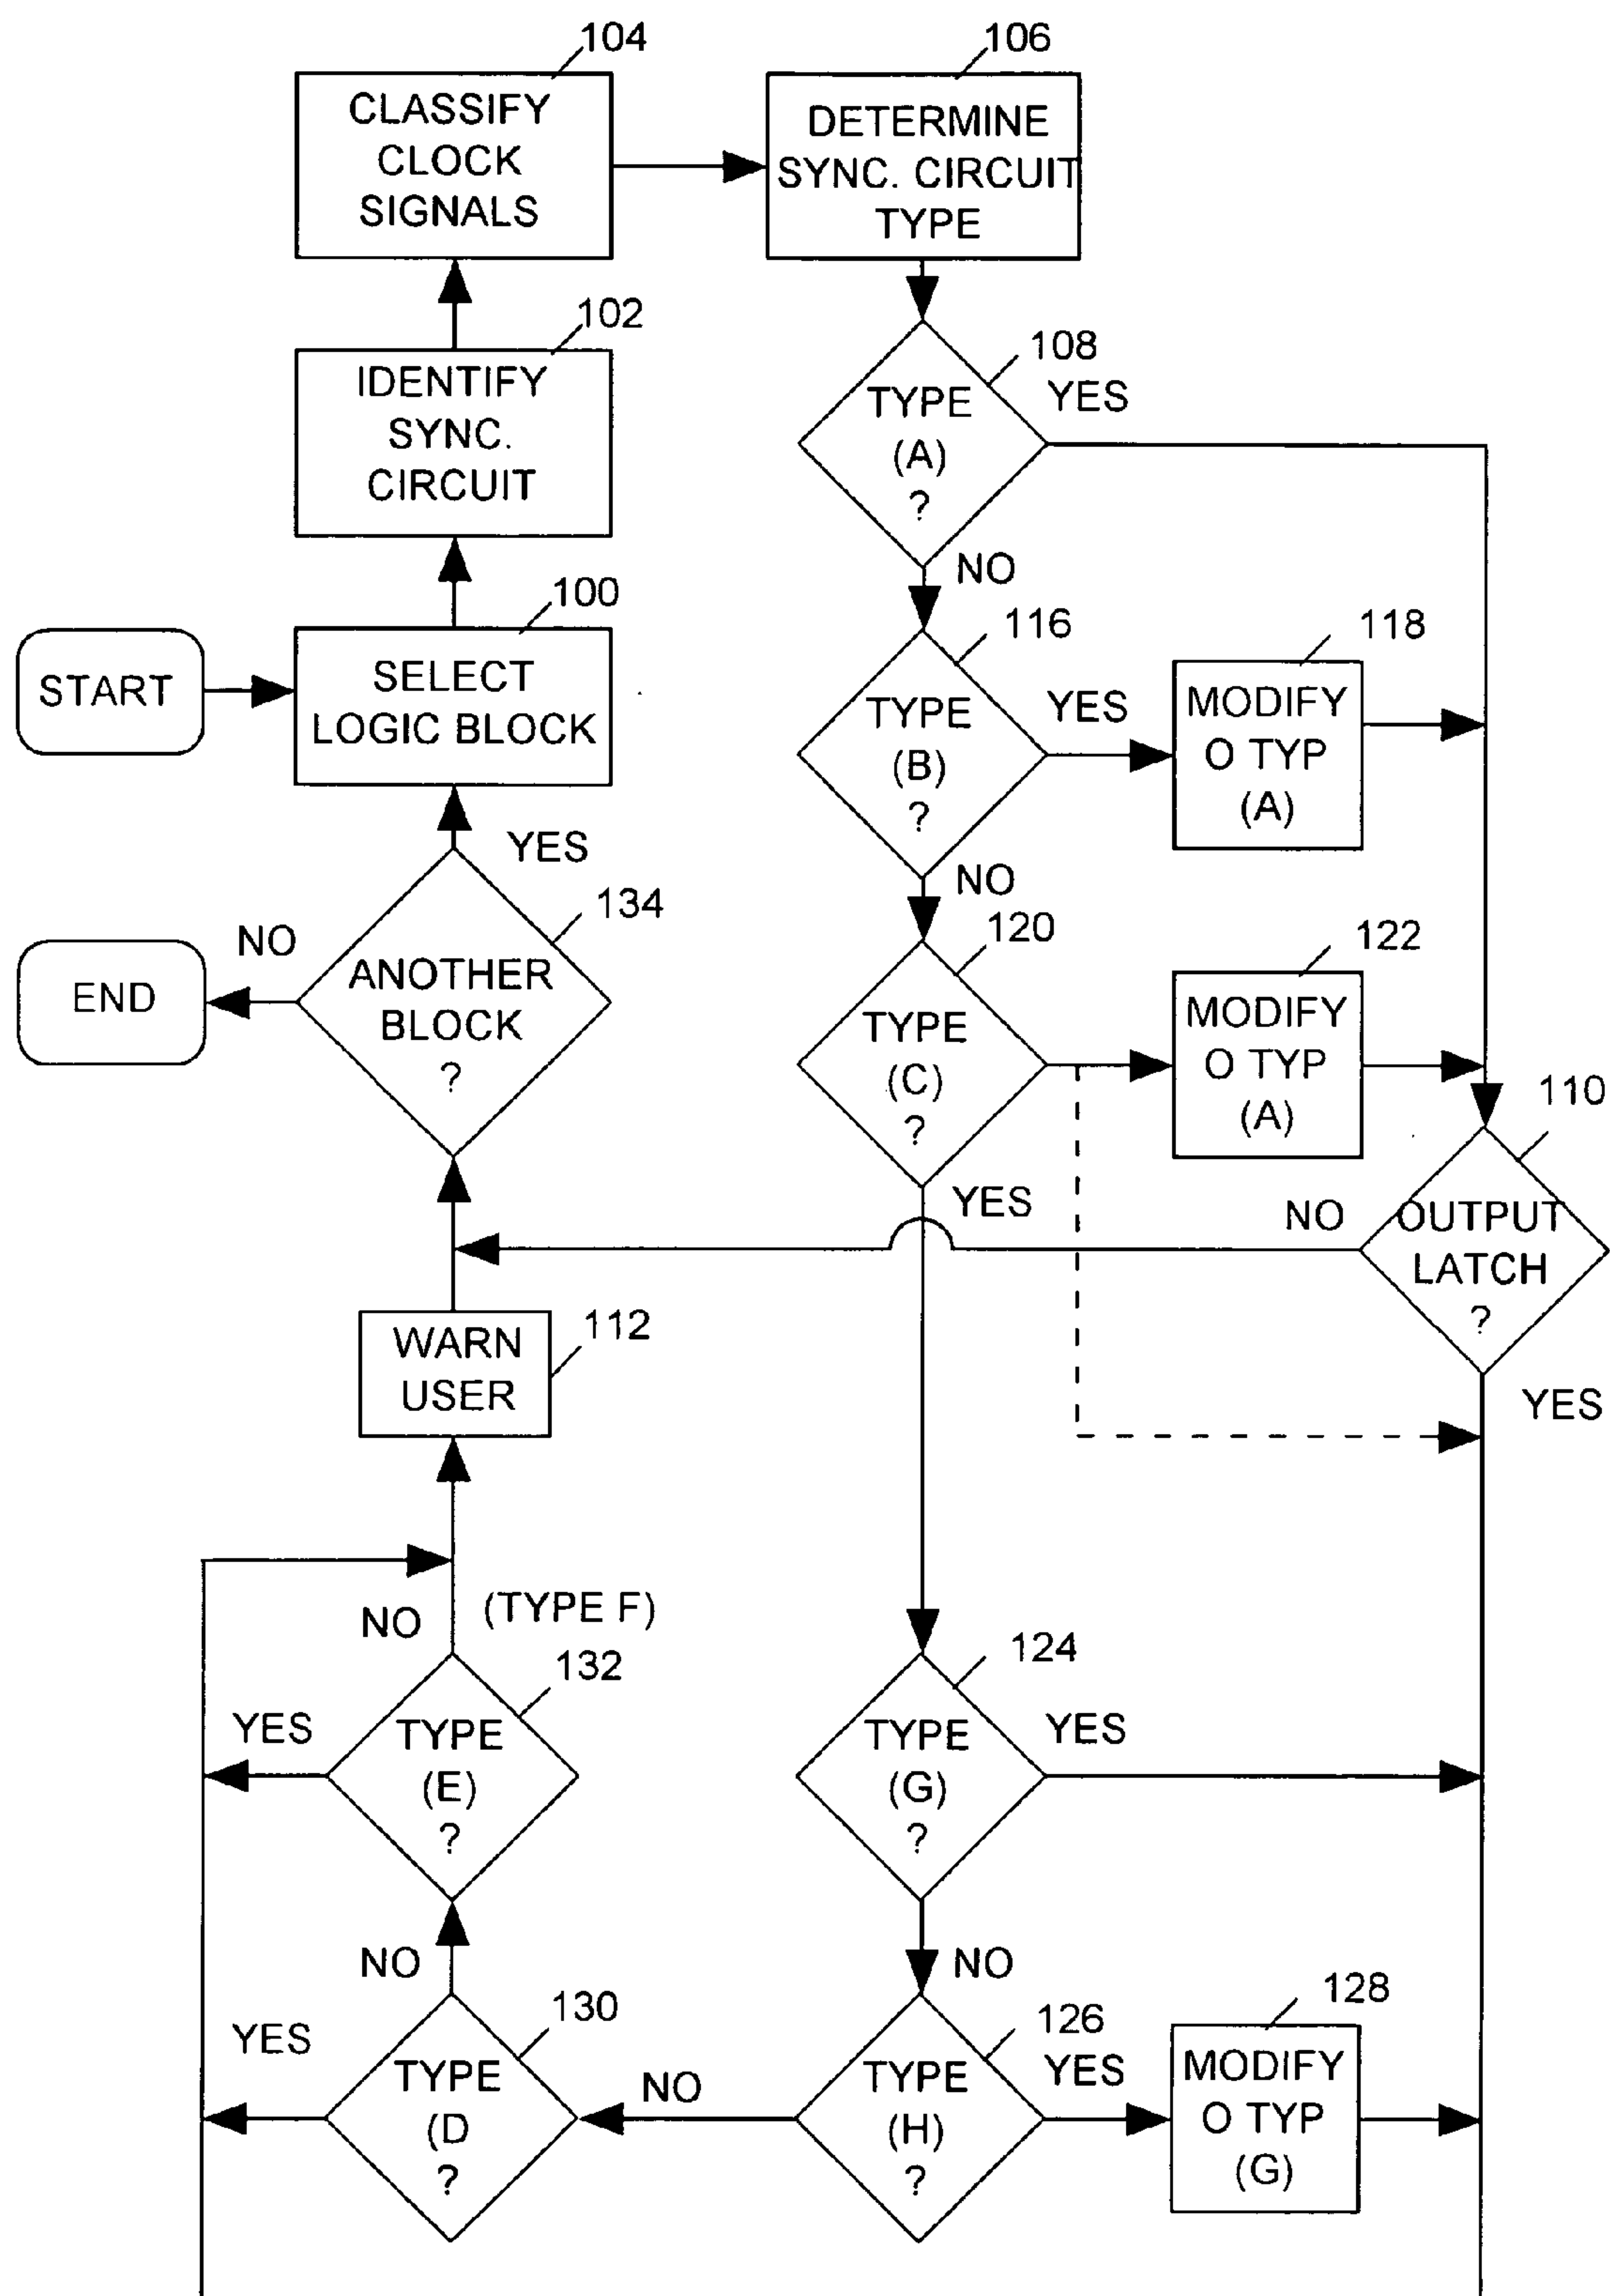 104
CLASSIFY
CLOCK
SIGNALS
106
DETERMINE
SYNC. CIRCUIT
TYPE
102
IDENTIFY
SYNC.
CIRCUIT
108
TYPE
(A)
?
YES
NO
100
SELECT
LOGIC BLOCK
START
116
TYPE
(B)
?
YES
NO
118
MODIFY
O TYP
(A)
YES
134
ANOTHER
BLOCK
?
NO
END
120
TYPE
(C)
?
YES
122
MODIFY
O TYP
(A)
110
OUTPUT
LATCH
?
NO
YES
112
WARN
USER
NO
(TYPE F)
132
TYPE
(E)
?
YES
124
TYPE
(G)
?
YES
NO
NO
130
TYPE
(D
?
YES
NO
126
TYPE
(H)
?
YES
128
MODIFY
O TYP
(G)